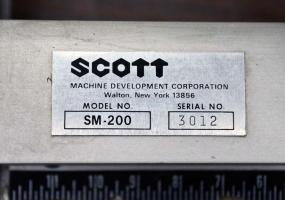 SCOTT
MACHINE DEVELOPMENT CORPORATION
Walton, New York 13856
MODEL NO. SERIAL NO.
SM-200 3012